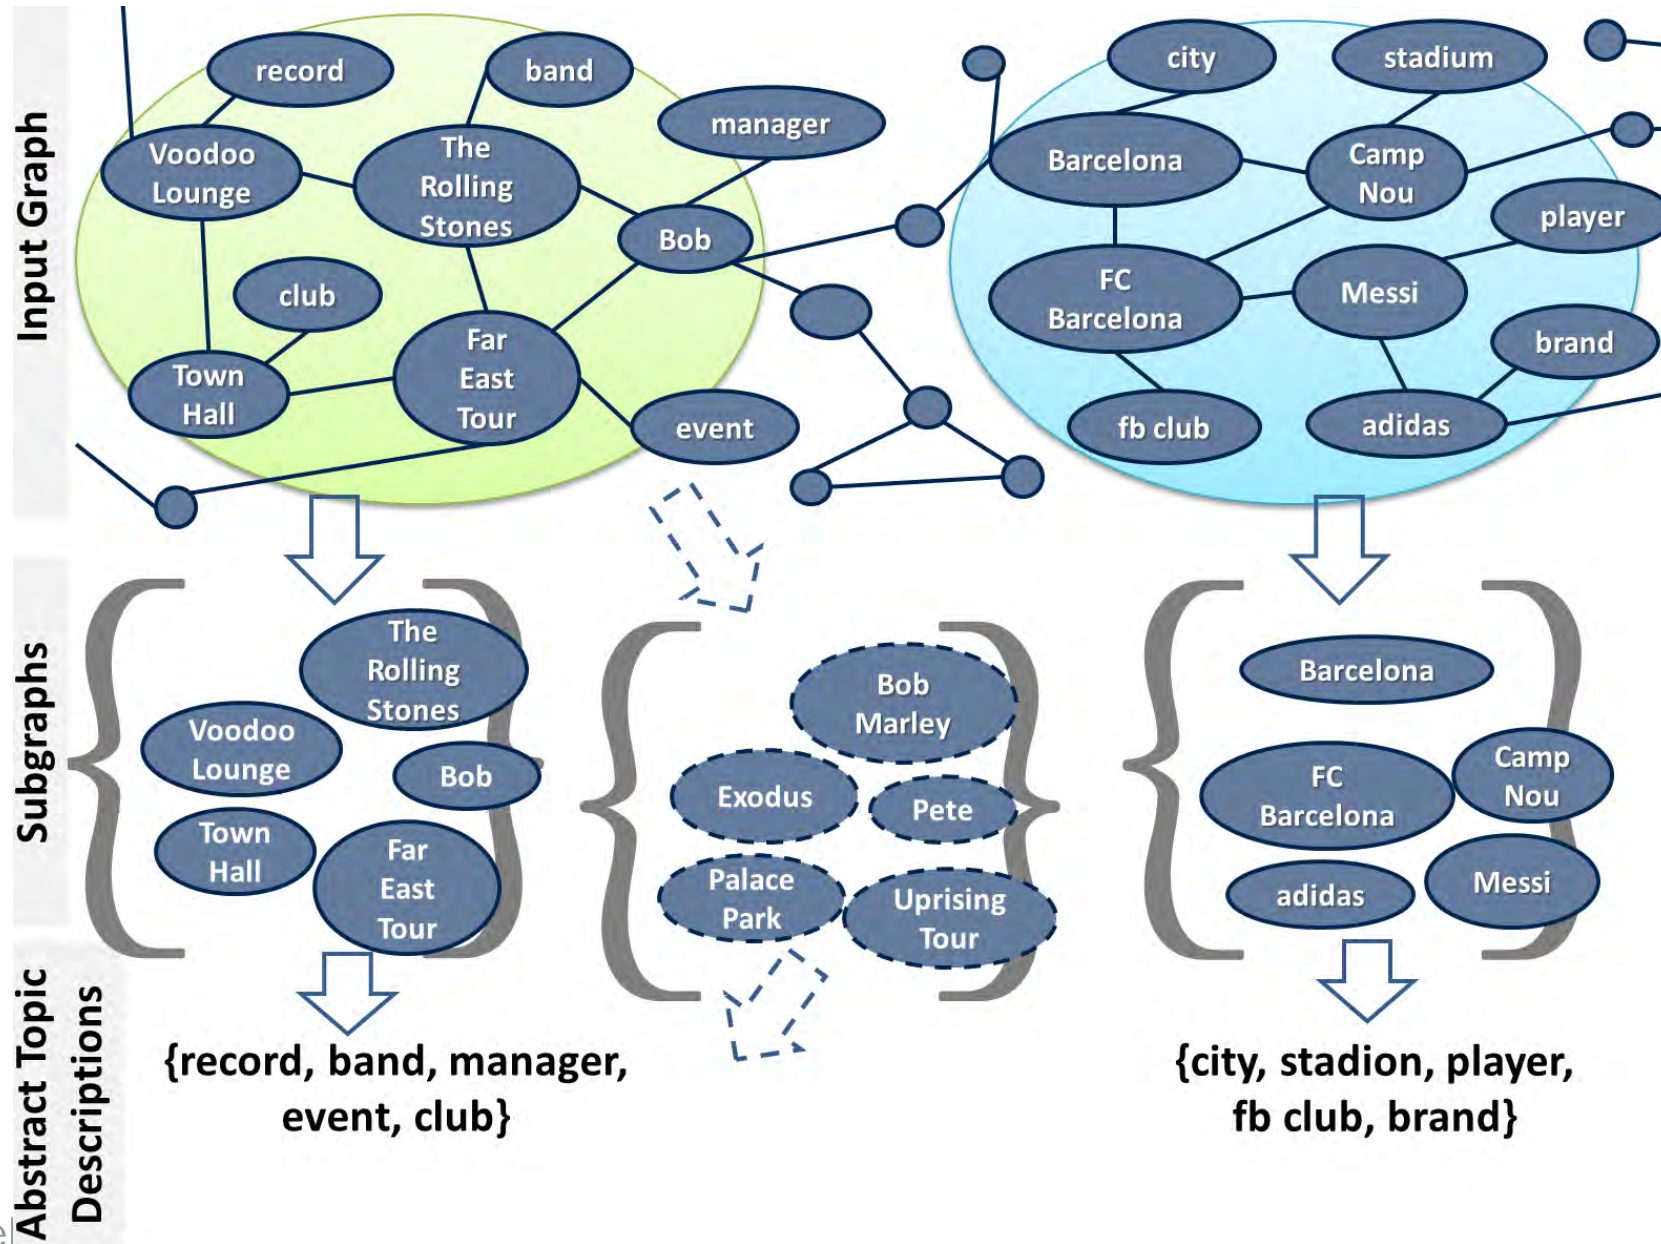 Input Graph
record
band
manager
Voodoo
Lounge
The
Rolling
Stones
Bob
club
Town
Hall
Far
East
Tour
event
city
stadium
Barcelona
Camp
Nou
player
FC
Barcelona
Messi
brand
fb club
adidas
Subgraphs
The
Rolling
Stones
Voodoo
Lounge
Bob
Town
Hall
Far
East
Tour
Bob
Marley
Exodus
Pete
Palace
Park
Uprising
Tour
Barcelona
FC
Barcelona
Camp
Nou
adidas
Messi
Abstract Topic
Descriptions
{record, band, manager,
event, club}
{city, stadion, player,
fb club, brand}
e